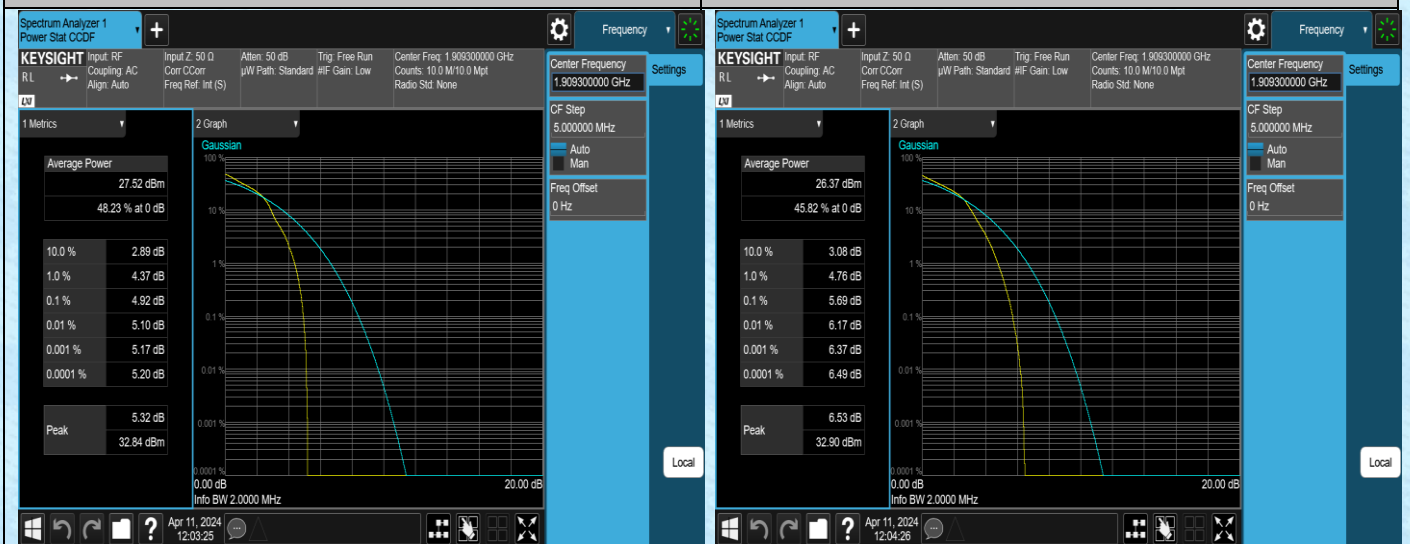 Spectrum Analyzer 1
Power Stat CCDF
+
Frequency
KEYSIGHT
RL
LXI
Input: RF
Coupling: AC
Align: Auto
Input Z: 50 Ω
Corr CCorr
Freq Ref: Int (S)
Atten: 50 dB
µW Path: Standard
Trig: Free Run
#IF Gain: Low
Center Freq: 1.909300000 GHz
Counts: 10.0 M/10.0 Mpt
Radio Std: None
Center Frequency
1.909300000 GHz
Settings
CF Step
5.000000 MHz
Auto
Man
Freq Offset
0 Hz
1 Metrics
Average Power
27.52 dBm
48.23 % at 0 dB
10.0 % 2.89 dB
1.0 % 4.37 dB
0.1 % 4.92 dB
0.01 % 5.10 dB
0.001 % 5.17 dB
0.0001 % 5.20 dB
Peak
5.32 dB
32.84 dBm
2 Graph
Gaussian
100 %
10 %
1 %
0.1 %
0.01 %
0.001 %
0.0001 %
0.00 dB 20.00 dB
Info BW 2.0000 MHz
Local
?
Apr 11, 2024
12:03:25
Spectrum Analyzer 1
Power Stat CCDF
+
Frequency
KEYSIGHT
RL
LXI
Input: RF
Coupling: AC
Align: Auto
Input Z: 50 Ω
Corr CCorr
Freq Ref: Int (S)
Atten: 50 dB
µW Path: Standard
Trig: Free Run
#IF Gain: Low
Center Freq: 1.909300000 GHz
Counts: 10.0 M/10.0 Mpt
Radio Std: None
Center Frequency
1.909300000 GHz
Settings
CF Step
5.000000 MHz
Auto
Man
Freq Offset
0 Hz
1 Metrics
Average Power
26.37 dBm
45.82 % at 0 dB
10.0 % 3.08 dB
1.0 % 4.76 dB
0.1 % 5.69 dB
0.01 % 6.17 dB
0.001 % 6.37 dB
0.0001 % 6.49 dB
Peak
6.53 dB
32.90 dBm
2 Graph
Gaussian
100 %
10 %
1 %
0.1 %
0.01 %
0.001 %
0.0001 %
0.00 dB 20.00 dB
Info BW 2.0000 MHz
Local
?
Apr 11, 2024
12:04:26